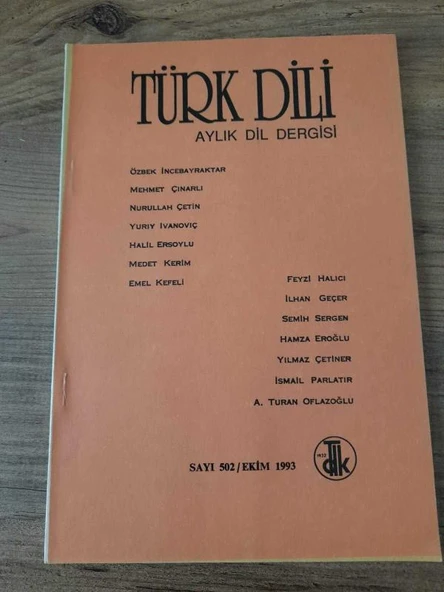 TÜRK DİLİ
AYLIK DİL DERGİSİ
ÖZBEK İNCEBAYRAKTAR
MEHMET ÇINARLI
NURULLAH ÇETİN
YURIY IVANOVIÇ
HALİL ERSOYLU
MEDET KERİM
EMEL KEFELİ
FEYZİ HALICI
İLHAN GEÇER
SEMİH SERGEN
HAMZA EROĞLU
YILMAZ ÇETİNER
İSMAİL PARLATIR
A. TURAN OFLAZOĞLU
SAYI 502/EKİM 1993
1932
TDK